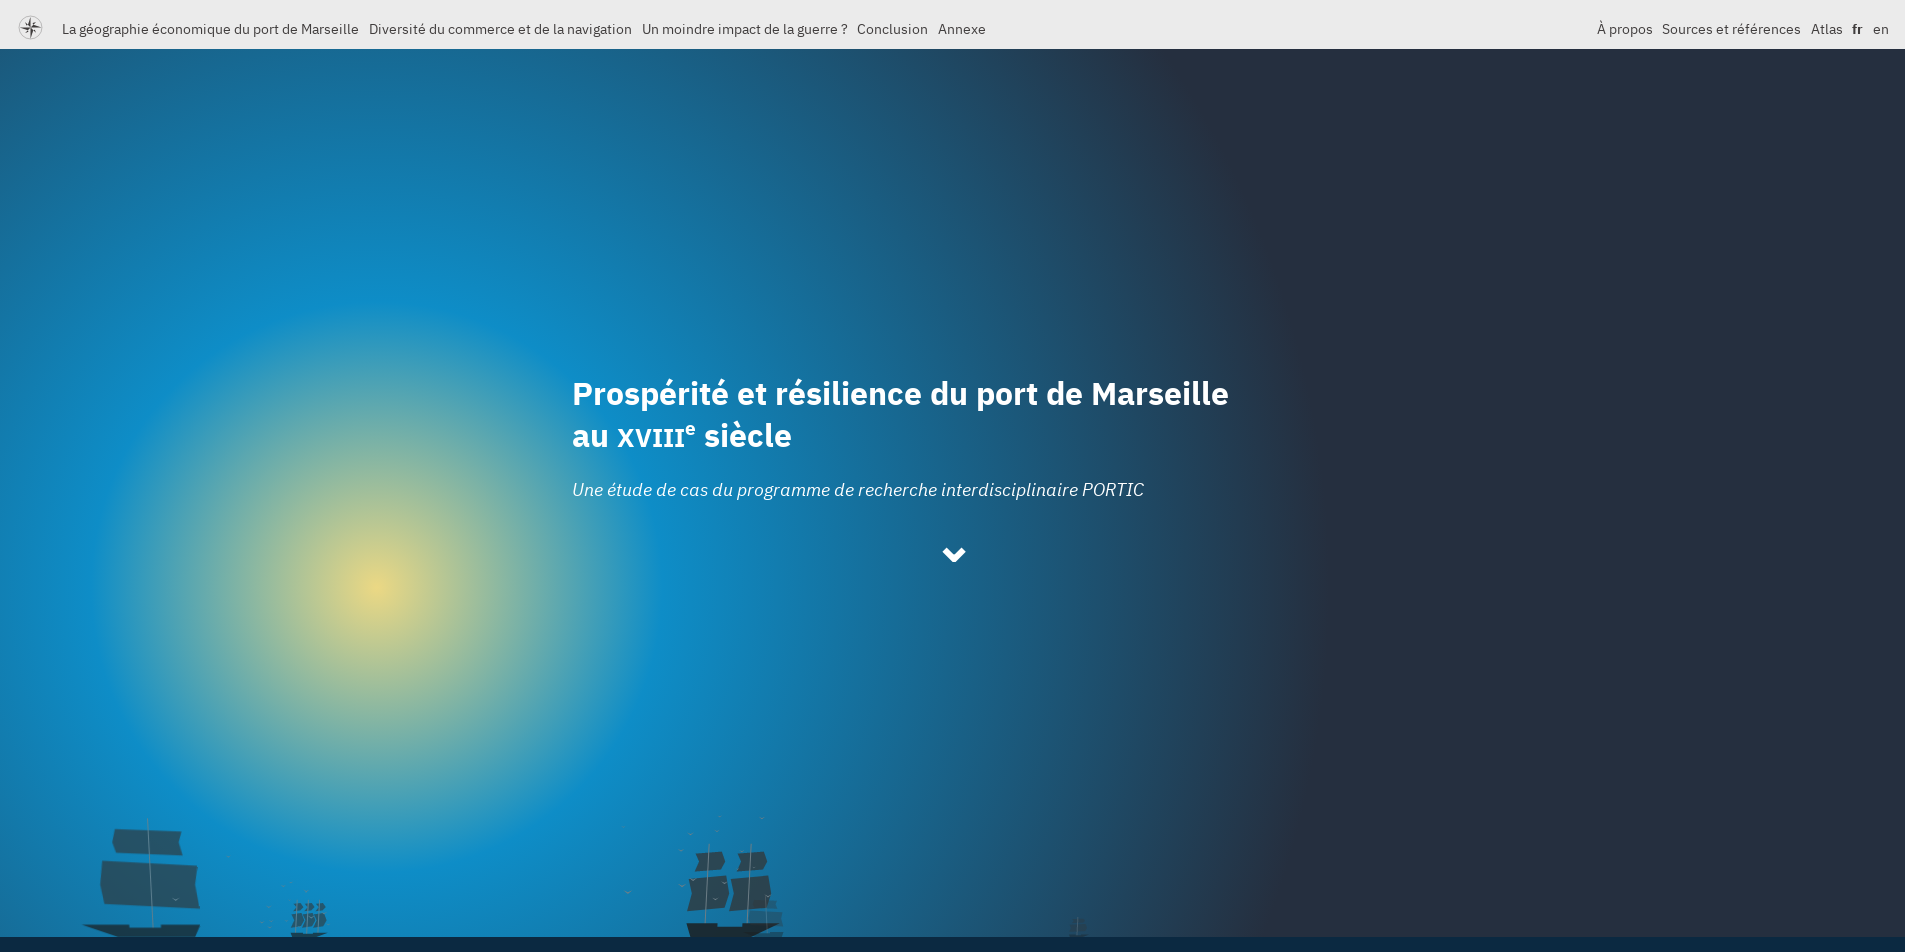 La géographie économique du port de Marseille Diversité du commerce et de la navigation Un moindre impact de la guerre ? Conclusion Annexe À propos Sources et références Atlas fr en
Prospérité et résilience du port de Marseille
au XVIIIe siècle
Une étude de cas du programme de recherche interdisciplinaire PORTIC